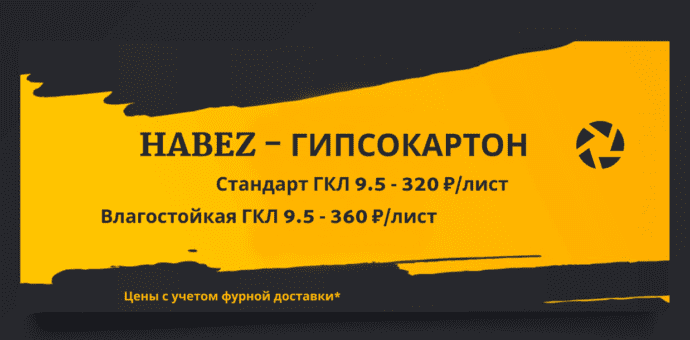 HABEZ – ГИПСОКАРТОН
Стандарт ГКЛ 9.5 - 320 ₽/лист
Влагостойкая ГКЛ 9.5 - 360 ₽/лист
Цены с учетом фурной доставки*